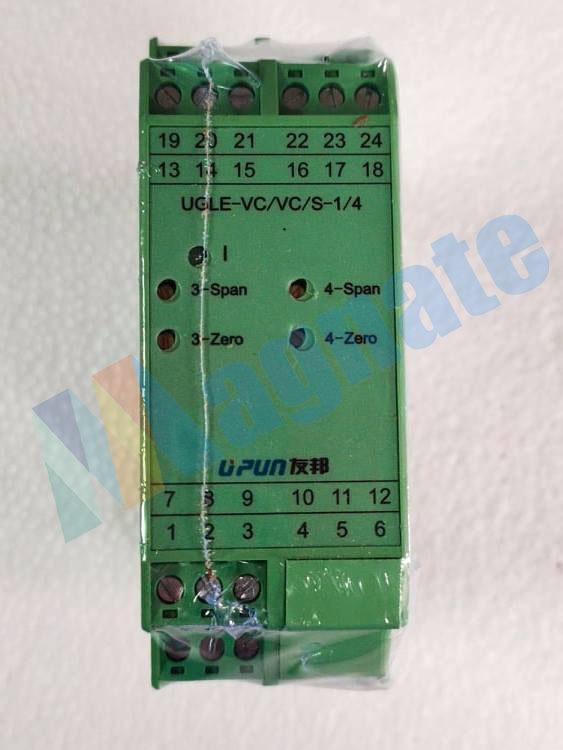 19 20 21 22 23 24
13 14 15 16 17 18
UGLE-VC/VC/S-1/4
I
3-Span 4-Span
3-Zero 4-Zero
Magnate
UPUN友邦
7 8 9 10 11 12
1 2 3 4 5 6